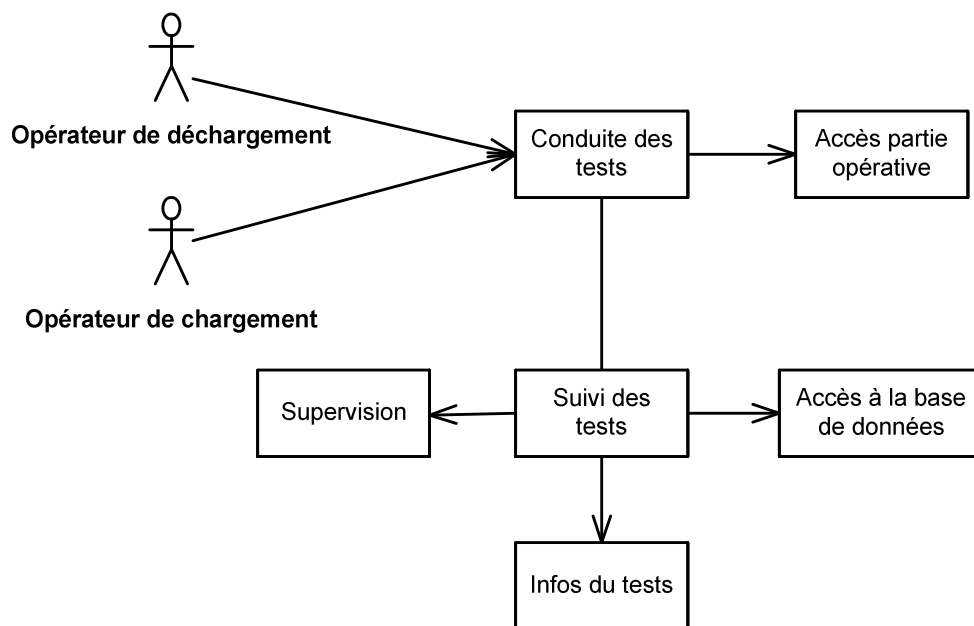 Opérateur de déchargement
Conduite des
tests
Accès partie
opérative
Opérateur de chargement
Supervision
Suivi des
tests
Accès à la base
de données
Infos du tests